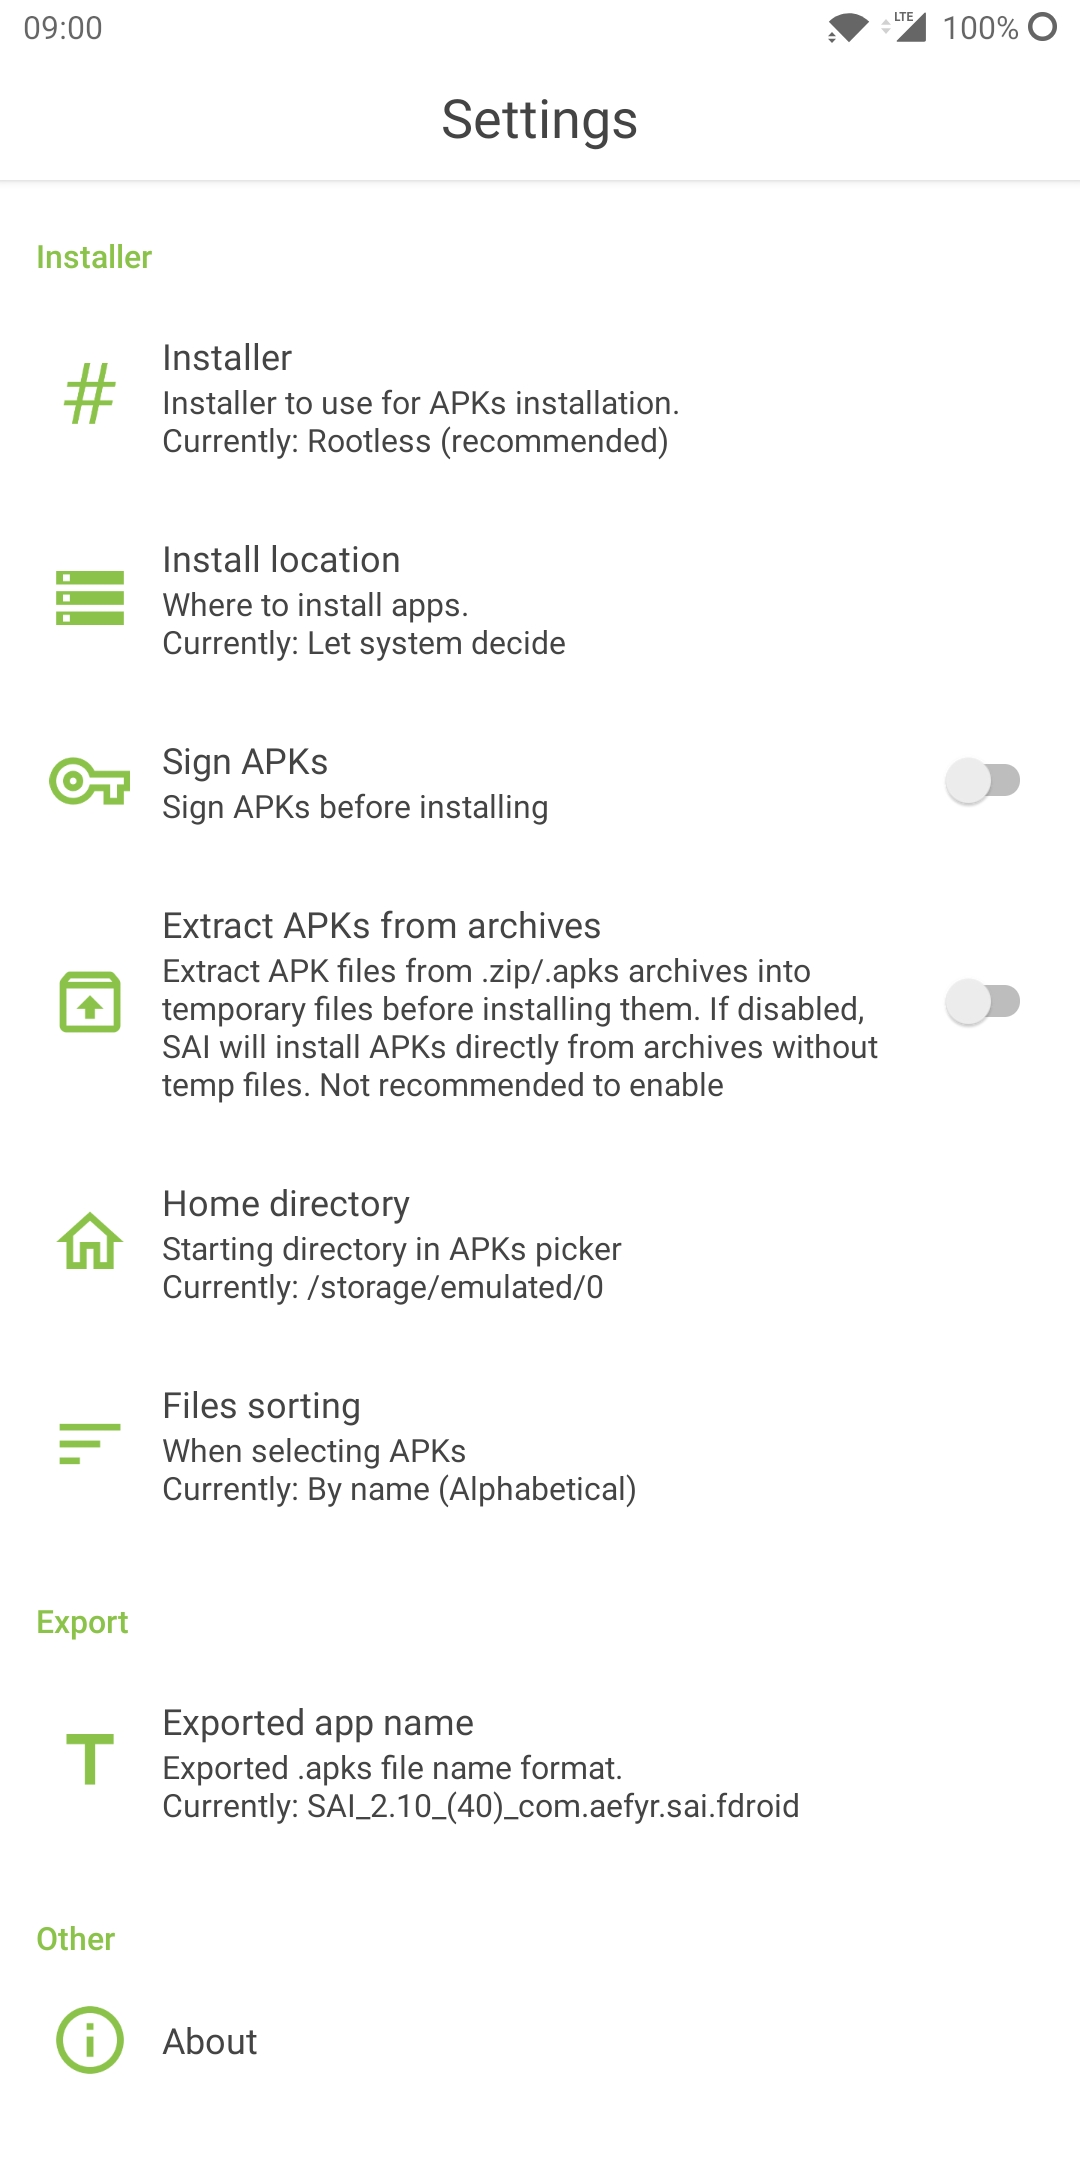 09:00
LTE
100%
Settings
Installer
Installer
Installer to use for APKs installation.
Currently: Rootless (recommended)
Install location
Where to install apps.
Currently: Let system decide
Sign APKs
Sign APKs before installing
Extract APKs from archives
Extract APK files from .zip/.apks archives into
temporary files before installing them. If disabled,
SAI will install APKs directly from archives without
temp files. Not recommended to enable
Home directory
Starting directory in APKs picker
Currently: /storage/emulated/0
Files sorting
When selecting APKs
Currently: By name (Alphabetical)
Export
Exported app name
Exported .apks file name format.
Currently: SAI_2.10_(40)_com.aefyr.sai.fdroid
Other
About